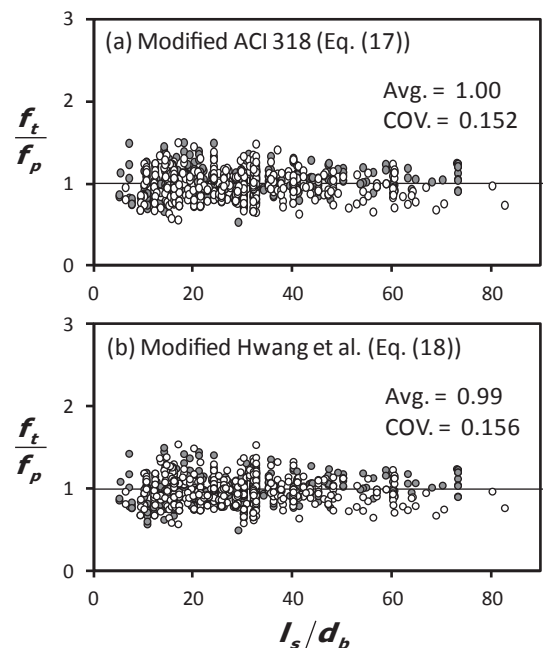 3
(a) Modified ACI 318 (Eq. (17))
Avg. = 1.00
COV. = 0.152
2
f_t
f_p
1
0
0 20 40 60 80
3
(b) Modified Hwang et al. (Eq. (18))
Avg. = 0.99
COV. = 0.156
2
f_t
f_p
1
0
0 20 40 60 80
l_s/d_b